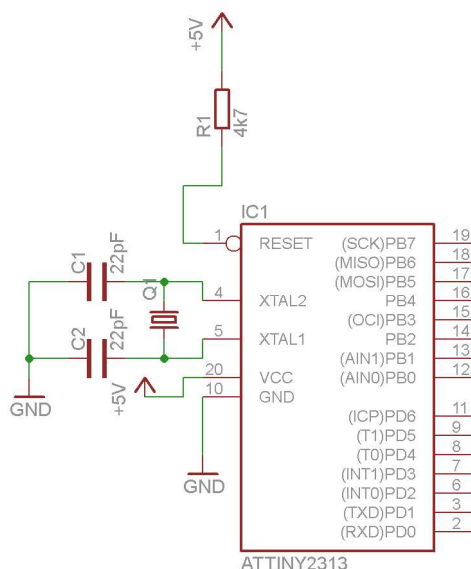 +5V
R1
4k7
IC1
1
RESET
(SCK)PB7
19
(MISO)PB6
18
C1
22pF
(MOSI)PB5
17
Q1
4
XTAL2
PB4
16
(OCI)PB3
15
C2
22pF
5
XTAL1
PB2
14
(AIN1)PB1
13
+5V
20
VCC
(AIN0)PB0
12
10
GND
GND
(ICP)PD6
11
(T1)PD5
9
(T0)PD4
8
(INT1)PD3
7
GND
(INT0)PD2
6
(TXD)PD1
3
(RXD)PD0
2
ATTINY2313